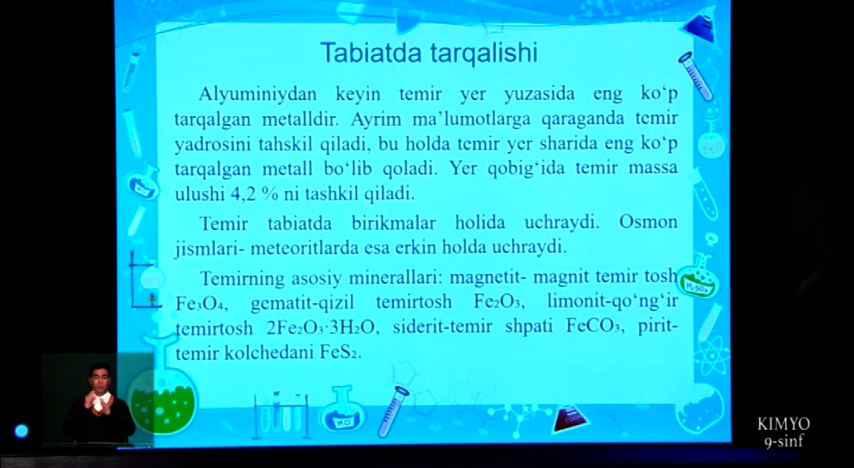 Tabiatda tarqalishi
Alyuminiydan keyin temir yer yuzasida eng ko‘p
tarqalgan metalldir. Ayrim ma’lumotlarga qaraganda temir
yadrosini tahskil qiladi, bu holda temir yer sharida eng ko‘p
tarqalgan metall bo‘lib qoladi. Yer qobig‘ida temir massa
ulushi 4,2 % ni tashkil qiladi.
Temir tabiatda birikmalar holida uchraydi. Osmon
jismlari- meteoritlarda esa erkin holda uchraydi.
Temirning asosiy minerallari: magnetit- magnit temir tosh
Fe₃O₄, gematit-qizil temirtosh Fe₂O₃, limonit-qo‘ng‘ir
temirtosh 2Fe₂O₃·3H₂O, siderit-temir shpati FeCO₃, pirit-
temir kolchedani FeS₂.
H₂SO₄
HCl
KIMYO
9-sinf